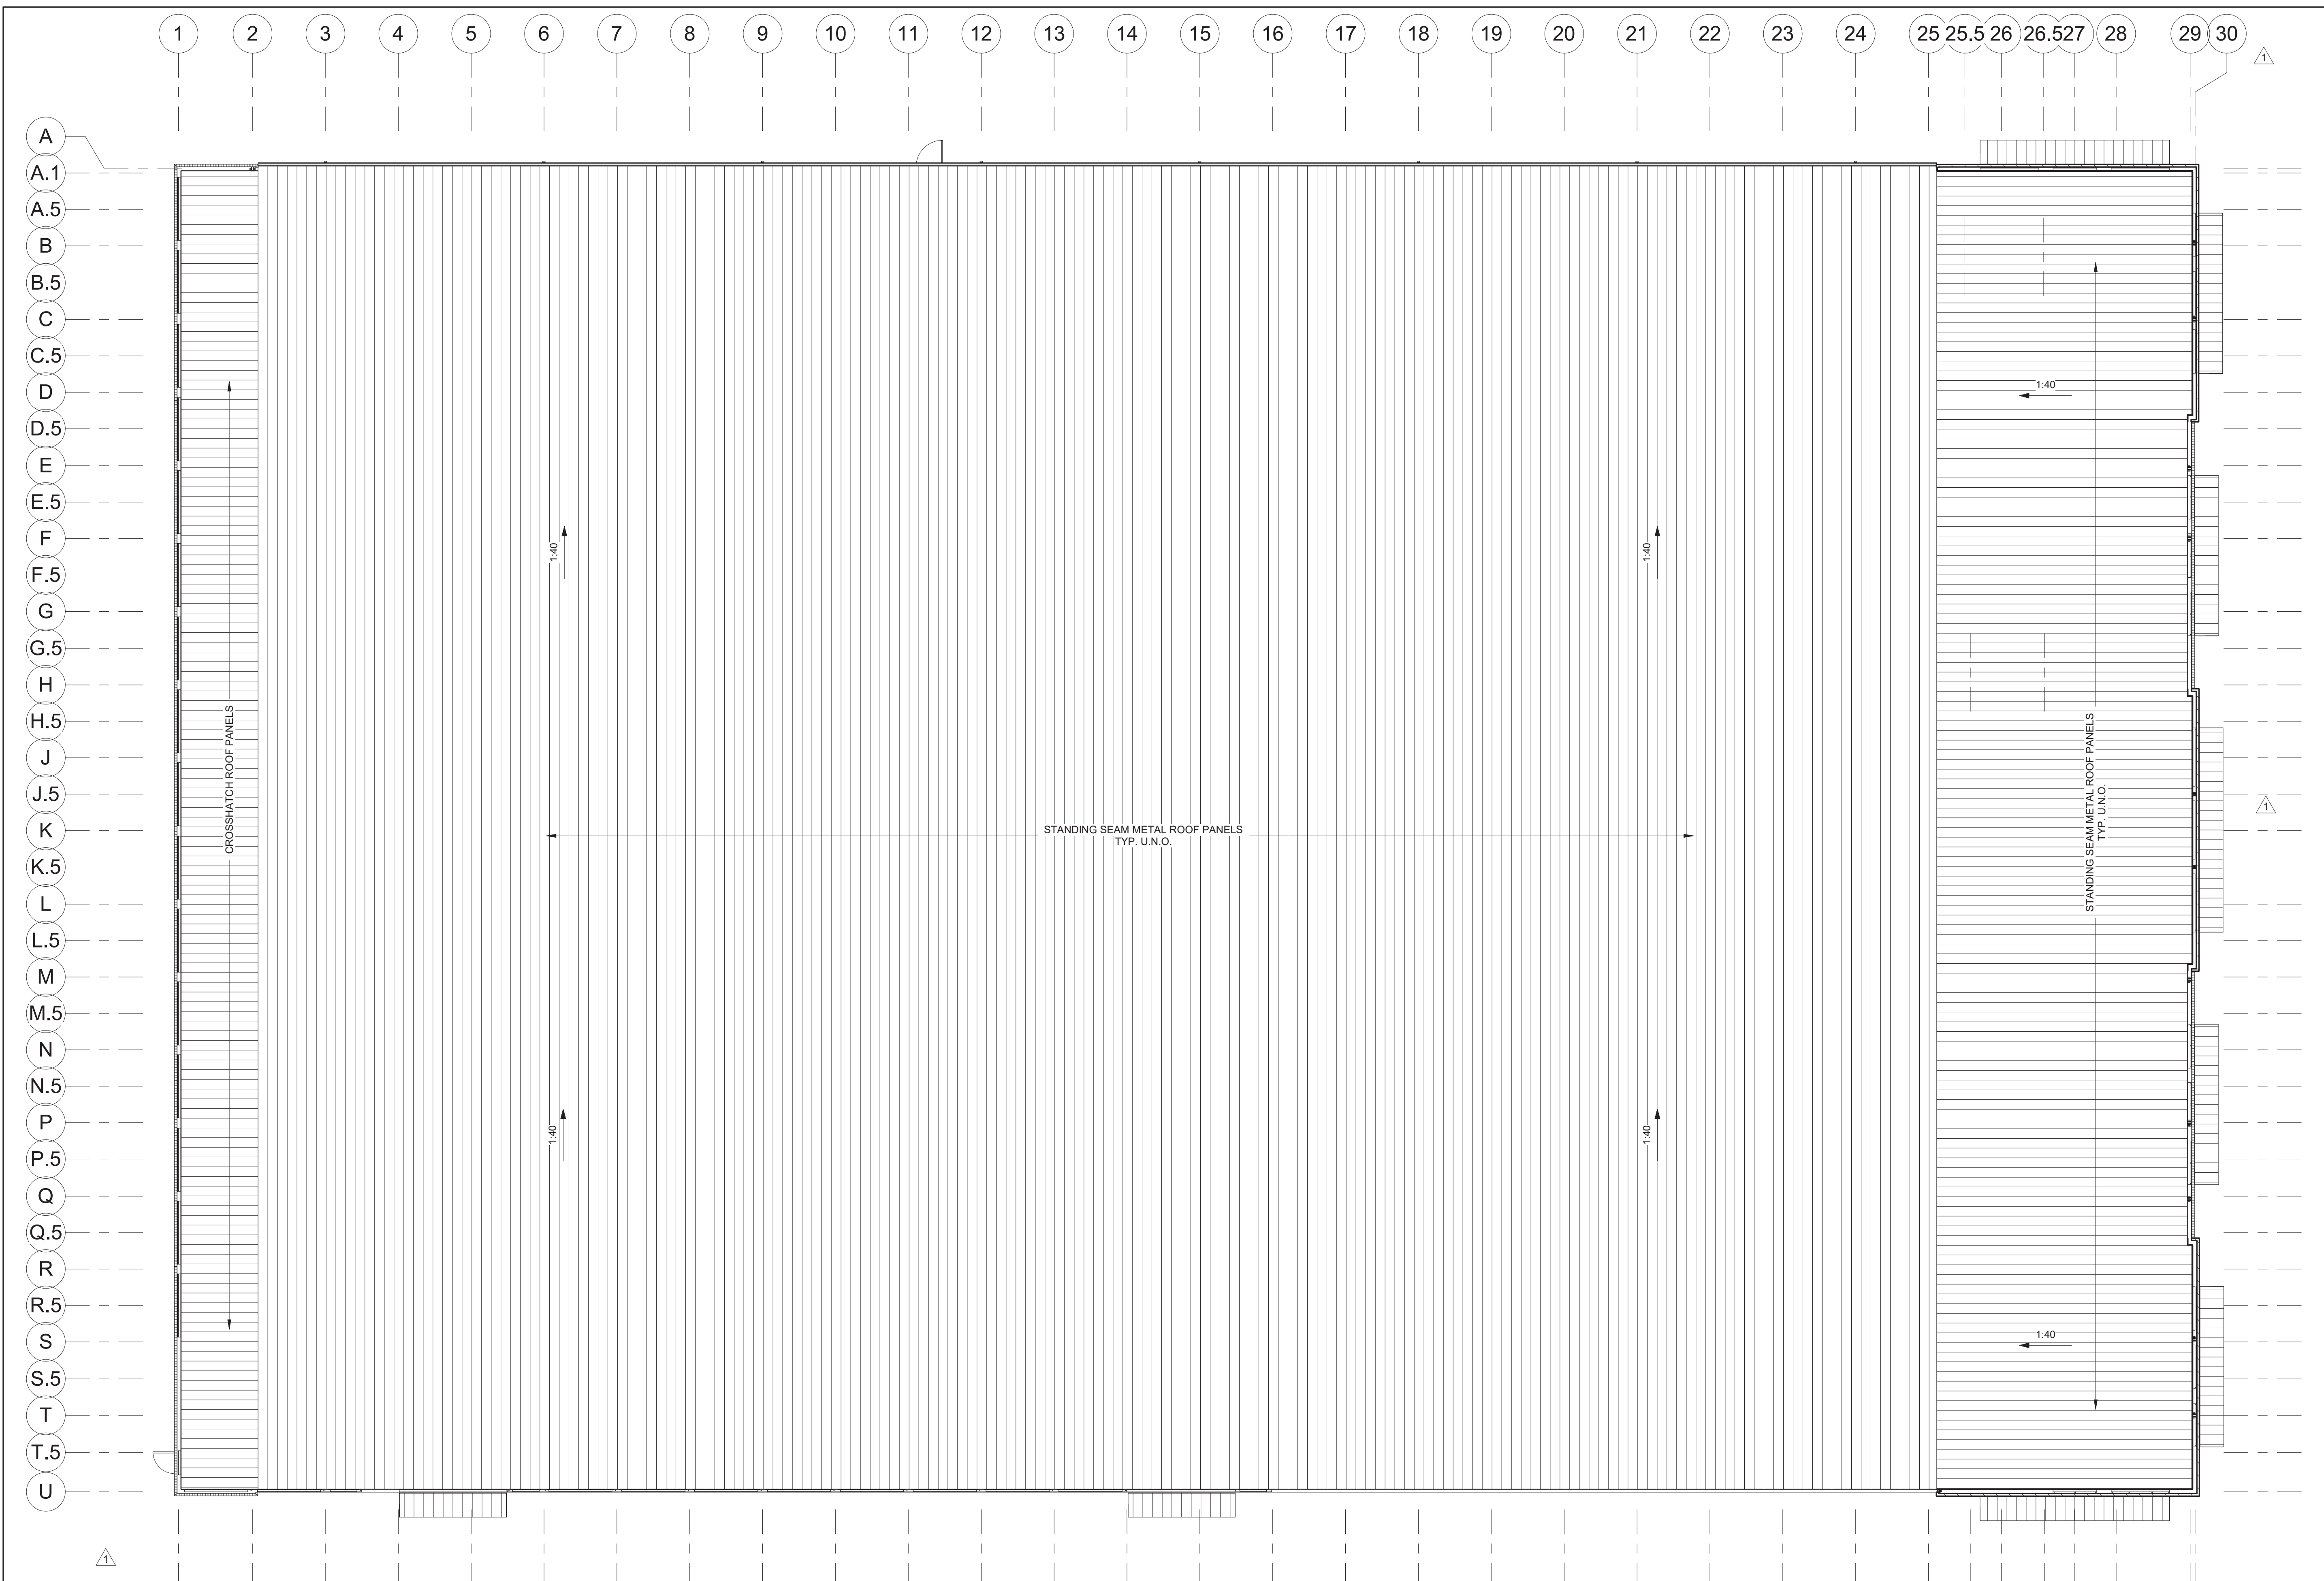 1 2 3 4 5 6 7 8 9 10 11 12 13 14 15 16 17 18 19 20 21 22 23 24 25 25.5 26 26.5 27 28 29 30
1
A
A.1
A.5
B
B.5
C
C.5
D
1:40
D.5
E
E.5
F
1:40 1:40
F.5
G
G.5
H
H.5
CROSSHATCH ROOF PANELS
STANDING SEAM METAL ROOF PANELS
TYP. U.N.O.
J
J.5
1
K
STANDING SEAM METAL ROOF PANELS
TYP. U.N.O.
K.5
L
L.5
M
M.5
N
N.5
P
1:40 1:40
P.5
Q
Q.5
R
R.5
S
1:40
S.5
T
T.5
U
1